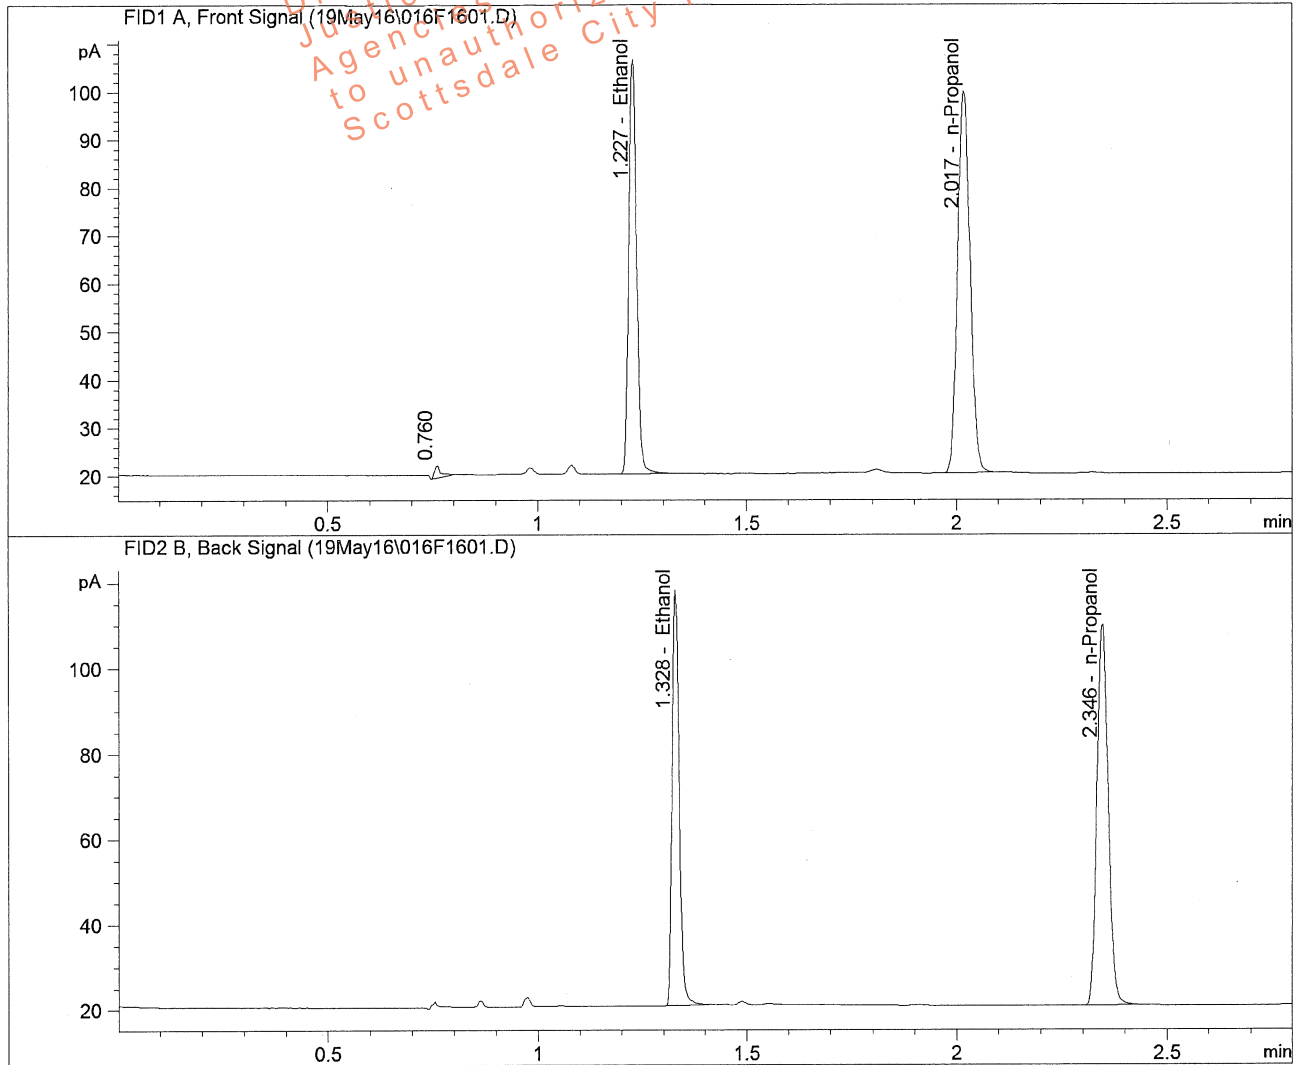 FID1 A, Front Signal (19May16\016F1601.D)
Agencies
to unauthoriz
Scottsdale City
pA
100
90
80
70
60
50
40
30
20
0.760
1.227 - Ethanol
2.017 - n-Propanol
0.5
1
1.5
2
2.5
min
FID2 B, Back Signal (19May16\016F1601.D)
pA
100
80
60
40
20
1.328 - Ethanol
2.346 - n-Propanol
0.5
1
1.5
2
2.5
min